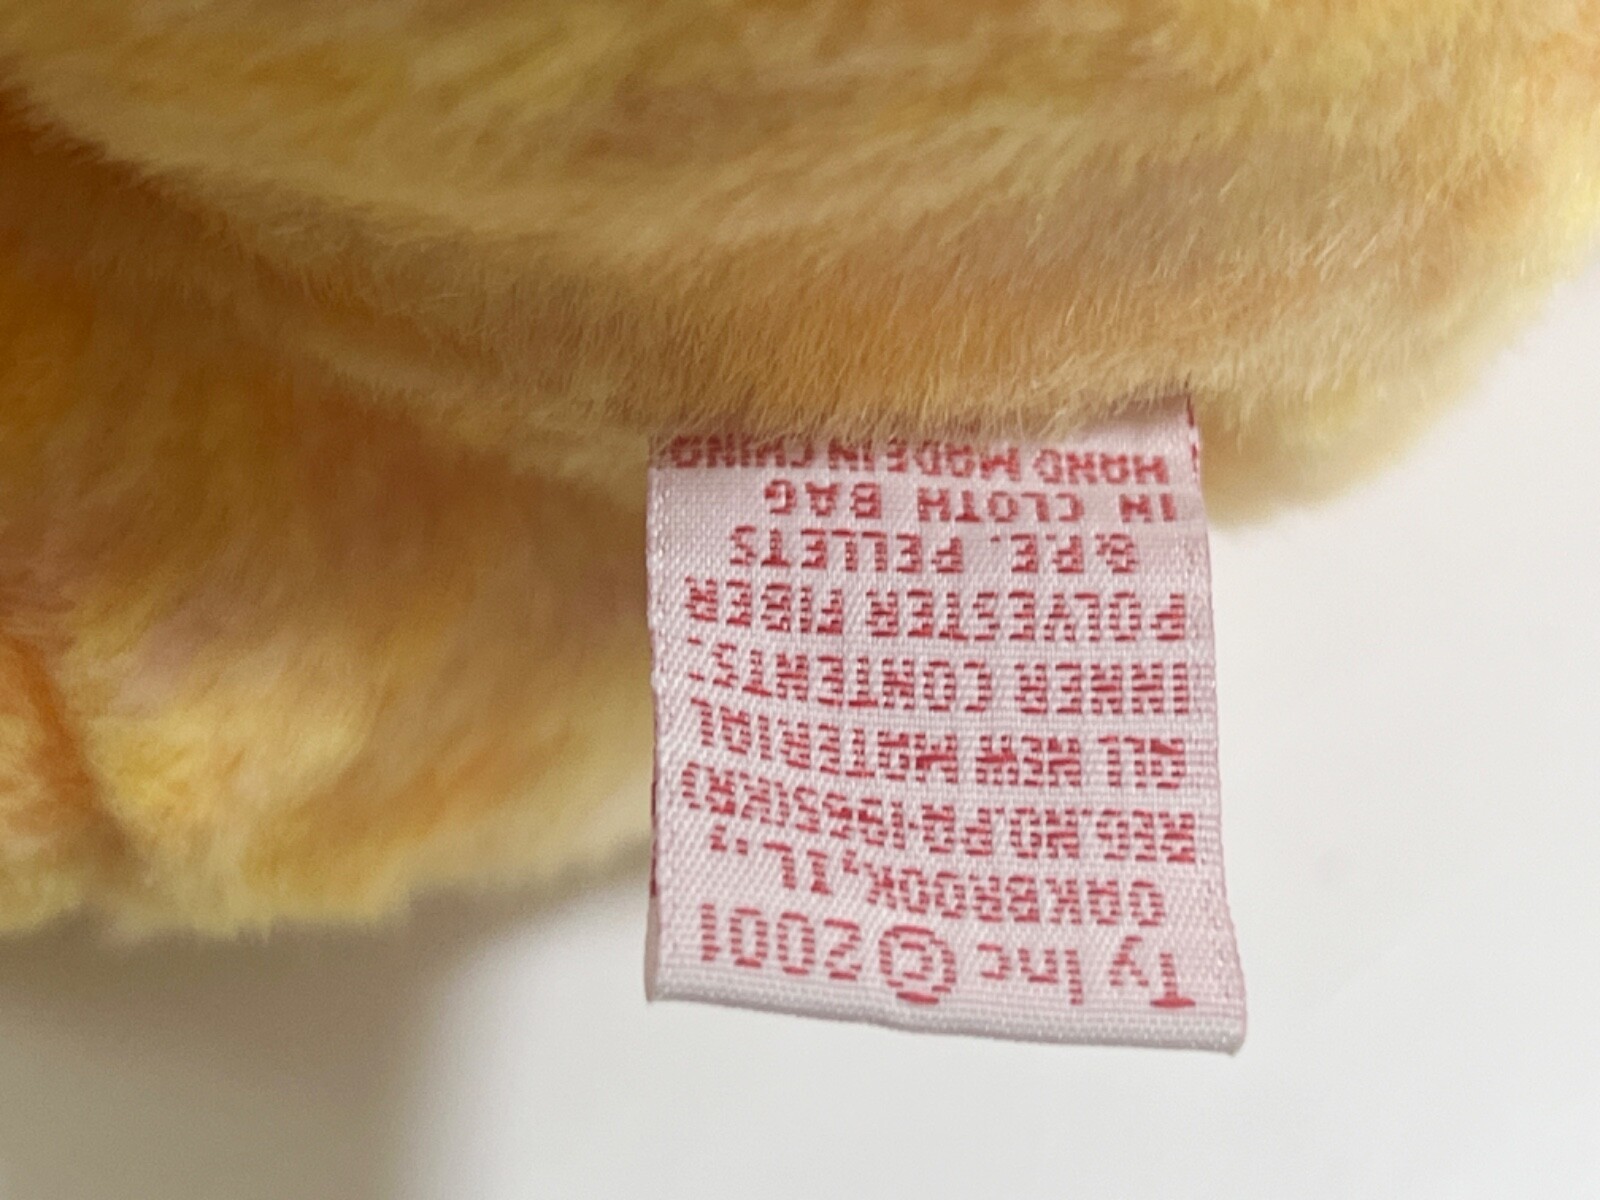 Ty Inc ©2001
OAKBROOK, IL.,
REG.NO.PA-1965(KR)
ALL NEW MATERIAL
INNER CONTENTS:
POLYESTER FIBER
&P.E. PELLETS
IN CLOTH BAG
HAND MADE IN CHINA